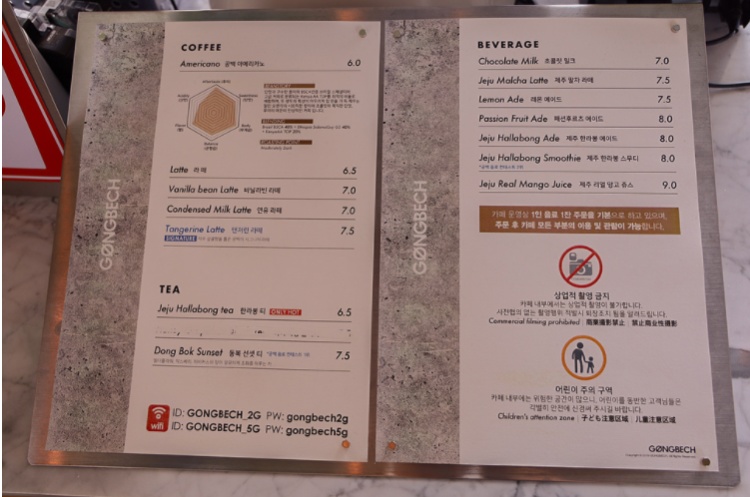 COFFEE
Americano 공백 아메리카노 6.0
Latte 라떼 6.5
Vanilla bean Latte 바닐라빈 라떼 7.0
Condensed Milk Latte 연유 라떼 7.0
Tangerine Latte 댕가린 라떼 7.5
SIGNATURE
TEA
Jeju Hallabong tea 한라봉 티 ONLY HOT 6.5
Dong Bok Sunset 동복 선셋 티 7.5
wifi
ID: GONGBECH_2G PW: gongbech2g
ID: GONGBECH_5G PW: gongbech5g
GØNGBECH
BEVERAGE
Chocolate Milk 초콜릿 밀크 7.0
Jeju Malcha Latte 제주 말차 라떼 7.5
Lemon Ade 레몬 에이드 7.5
Passion Fruit Ade 패션후르츠 에이드 8.0
Jeju Hallabong Ade 제주 한라봉 에이드 8.0
Jeju Hallabong Smoothie 제주 한라봉 스무디 8.0
Jeju Real Mango Juice 제주 리얼 망고 쥬스 9.0
카페 운영상 1인 음료 1잔 주문을 기본으로 하고 있으며,
주문 후 카페 모든 부분의 이용 및 관람이 가능합니다.
상업적 촬영 금지
카페 내부에서는 상업적 촬영이 불가합니다.
사전협의 없는 촬영행위 적발시 퇴장조치 됨을 알려드립니다.
Commercial filming prohibited | 商業撮影禁止 | 禁止商业性摄影
어린이 주의 구역
카페 내부에는 위험한 공간이 많으니, 어린이를 동반한 고객님들은
각별히 안전에 신경써 주시길 바랍니다.
Children's attention zone | 子ども注意区域 | 儿童注意区域
GØNGBECH
GØNGBECH